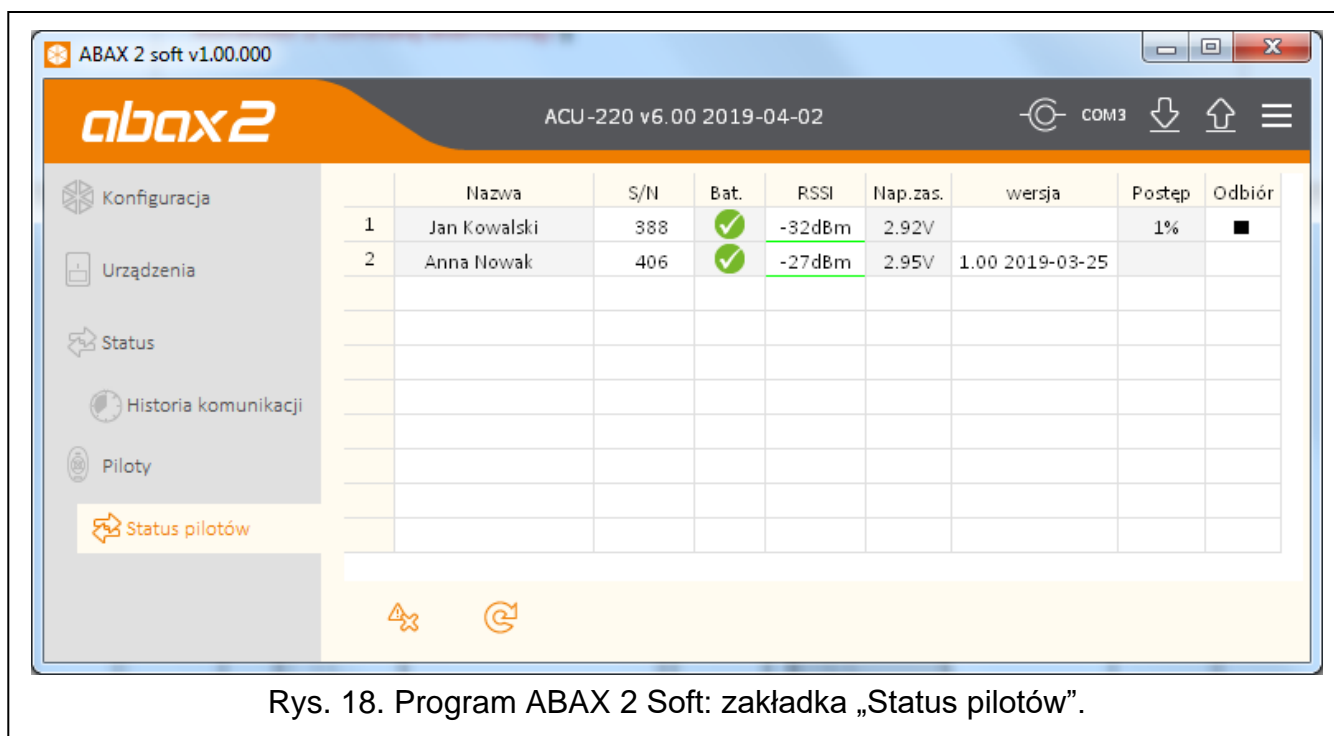 ABAX 2 soft v1.00.000
abax2
ACU-220 v6.00 2019-04-02
COM3
Konfiguracja
Urządzenia
Status
Historia komunikacji
Piloty
Status pilotów
Nazwa S/N Bat. RSSI Nap.zas. wersja Postęp Odbiór
1 Jan Kowalski 388 -32dBm 2.92V 1%
2 Anna Nowak 406 -27dBm 2.95V 1.00 2019-03-25
Rys. 18. Program ABAX 2 Soft: zakładka „Status pilotów”.